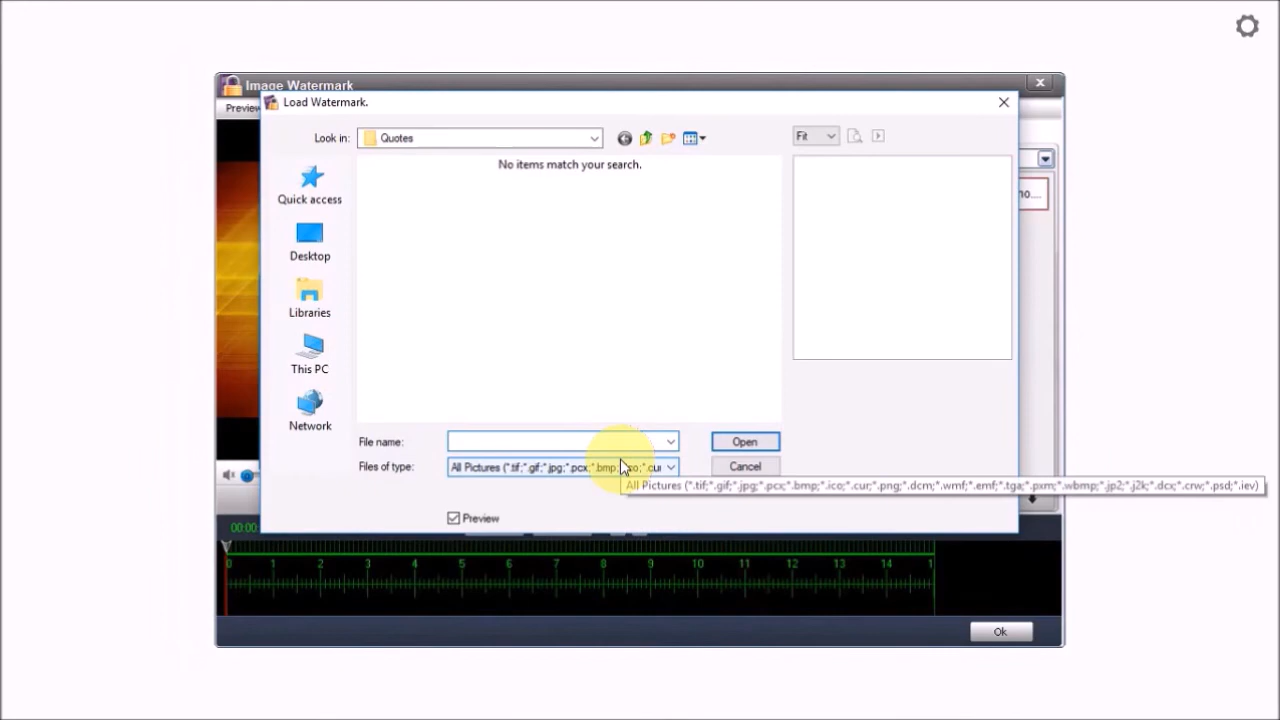 Image Watermark
Preview
Load Watermark.
Look in: Quotes
Fit
No items match your search.
Quick access
Desktop
Libraries
This PC
Network
File name:
Open
Files of type: All Pictures (*.tif;*.gif;*.jpg;*.pcx;*.bmp;*.ico;*.cur
Cancel
All Pictures (*.tif;*.gif;*.jpg;*.pcx;*.bmp;*.ico;*.cur;*.png;*.dcm;*.wmf;*.emf;*.tga;*.pxm;*.wbmp;*.jp2;*.j2k;*.dcx;*.crw;*.psd;*.iev)
Preview
00:00
0 1 2 3 4 5 6 7 8 9 10 11 12 13 14 1
Ok